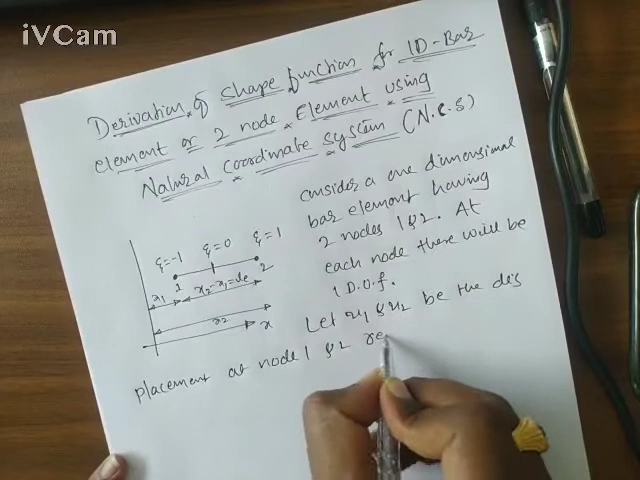 iVCam
Derivation of shape function for 1D-Bar
element or 2 node Element using
Natural coordinate system (N.C.S)
consider a one dimensional
bar element having
2 nodes 1 & 2. At
each node there will be
1 D.O.f.
Let u1 & u2 be the dis
placement at node 1 & 2 re
ξ=-1 ξ=0 ξ=1
1 2
x1 x2-x1=le
x2
x